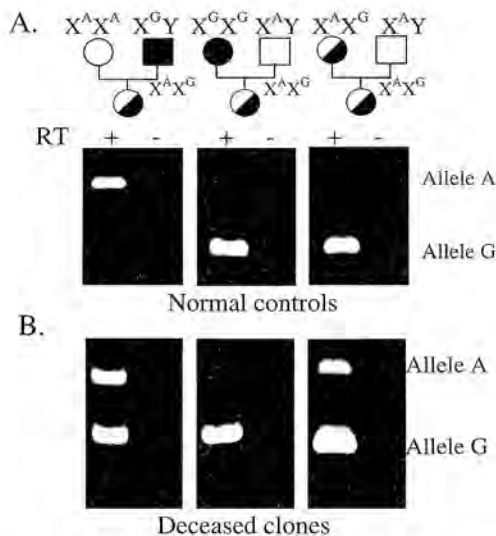 A.
X^A X^A X^G Y X^G X^G X^A Y X^A X^G X^A Y
X^A X^G X^A X^G X^A X^G
RT + - + - + -
Allele A
Allele G
Normal controls
B.
Allele A
Allele G
Deceased clones